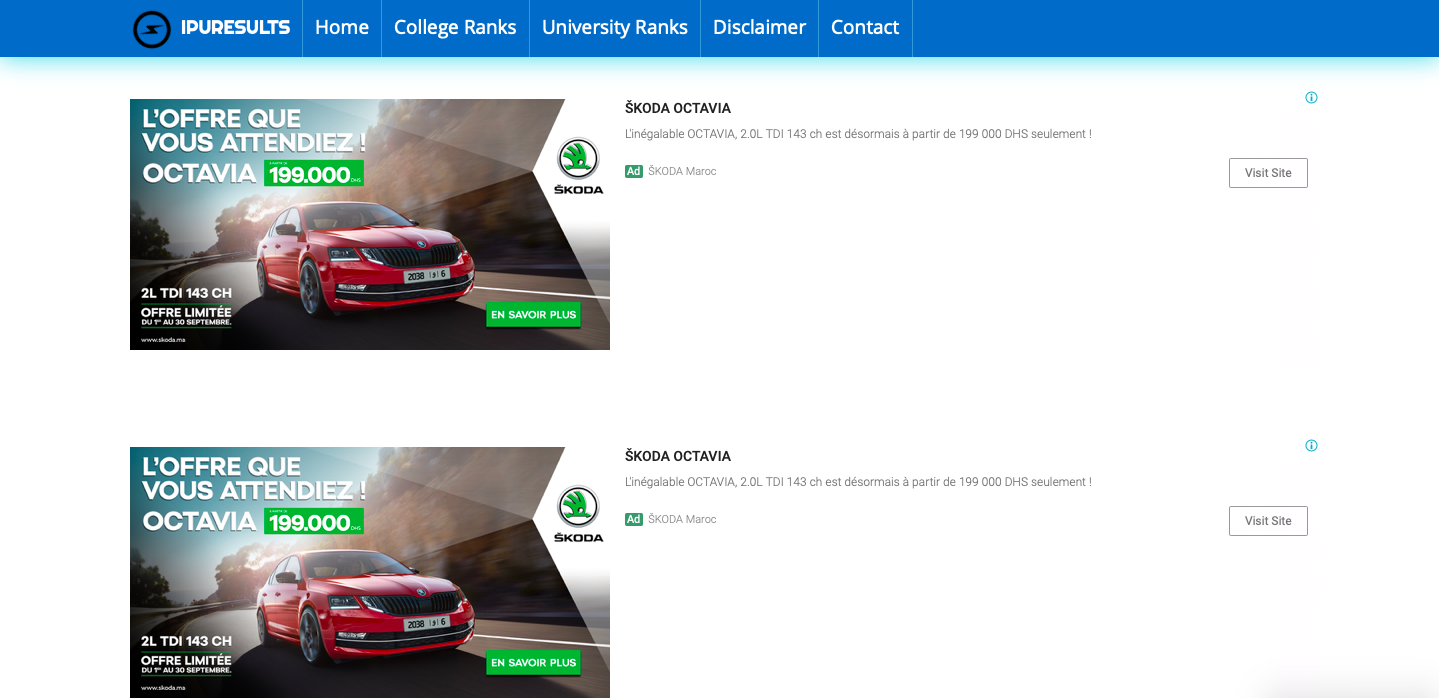 IPURESULTS
Home
College Ranks
University Ranks
Disclaimer
Contact
L'OFFRE QUE
VOUS ATTENDIEZ !
OCTAVIA À PARTIR DE 199.000 DHS
ŠKODA
2038 6
2L TDI 143 CH
OFFRE LIMITÉE
DU 1ER AU 30 SEPTEMBRE.
EN SAVOIR PLUS
www.skoda.ma
ŠKODA OCTAVIA
L'inégalable OCTAVIA, 2.0L TDI 143 ch est désormais à partir de 199 000 DHS seulement !
Ad ŠKODA Maroc
Visit Site
L'OFFRE QUE
VOUS ATTENDIEZ !
OCTAVIA À PARTIR DE 199.000 DHS
ŠKODA
2038 6
2L TDI 143 CH
OFFRE LIMITÉE
DU 1ER AU 30 SEPTEMBRE.
EN SAVOIR PLUS
www.skoda.ma
ŠKODA OCTAVIA
L'inégalable OCTAVIA, 2.0L TDI 143 ch est désormais à partir de 199 000 DHS seulement !
Ad ŠKODA Maroc
Visit Site